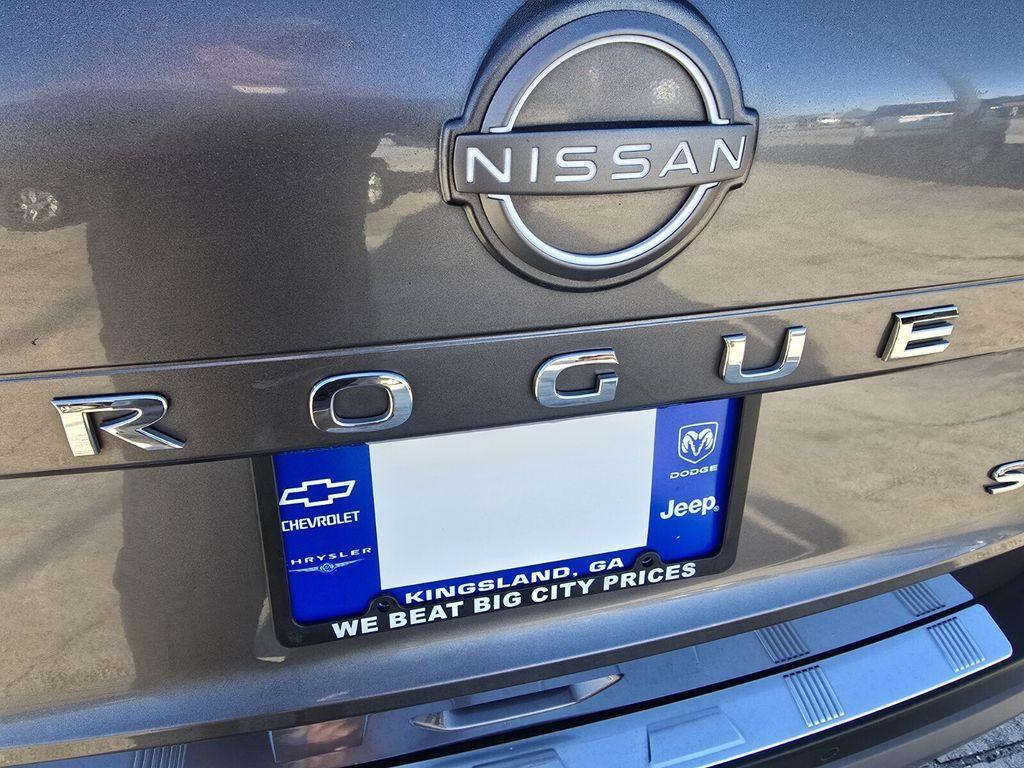 NISSAN
ROGUE
S
CHEVROLET
HRYSLER
DODGE
Jeep®
KINGSLAND, GA
WE BEAT BIG CITY PRICES